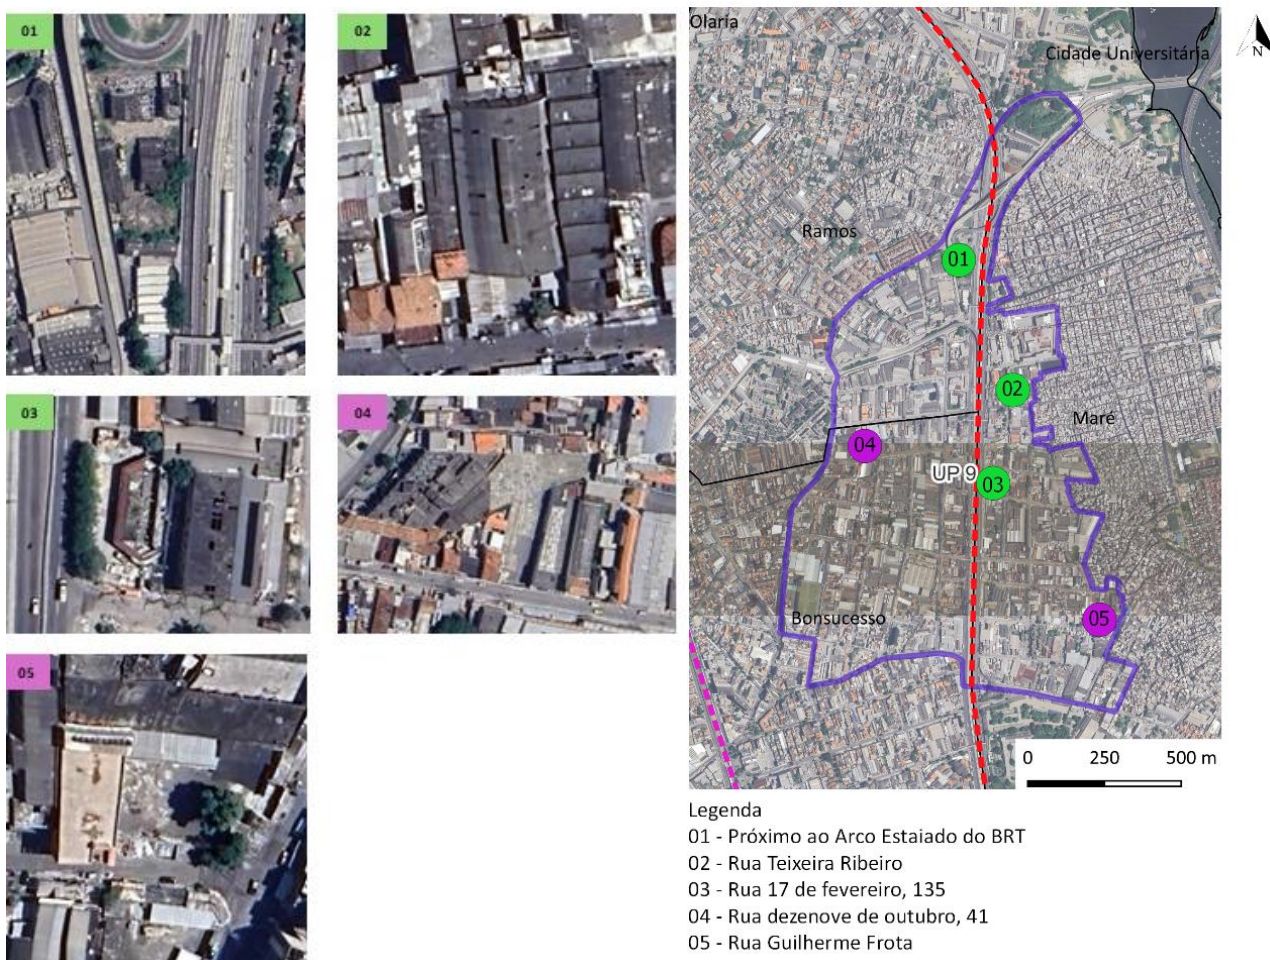 01
02
03
04
05
Olaria
Cidade Universitária
N
Ramos
01
02
Maré
04
UP 9
03
Bonsucesso
05
0 250 500 m
Legenda
01 - Próximo ao Arco Estaiado do BRT
02 - Rua Teixeira Ribeiro
03 - Rua 17 de fevereiro, 135
04 - Rua dezenove de outubro, 41
05 - Rua Guilherme Frota